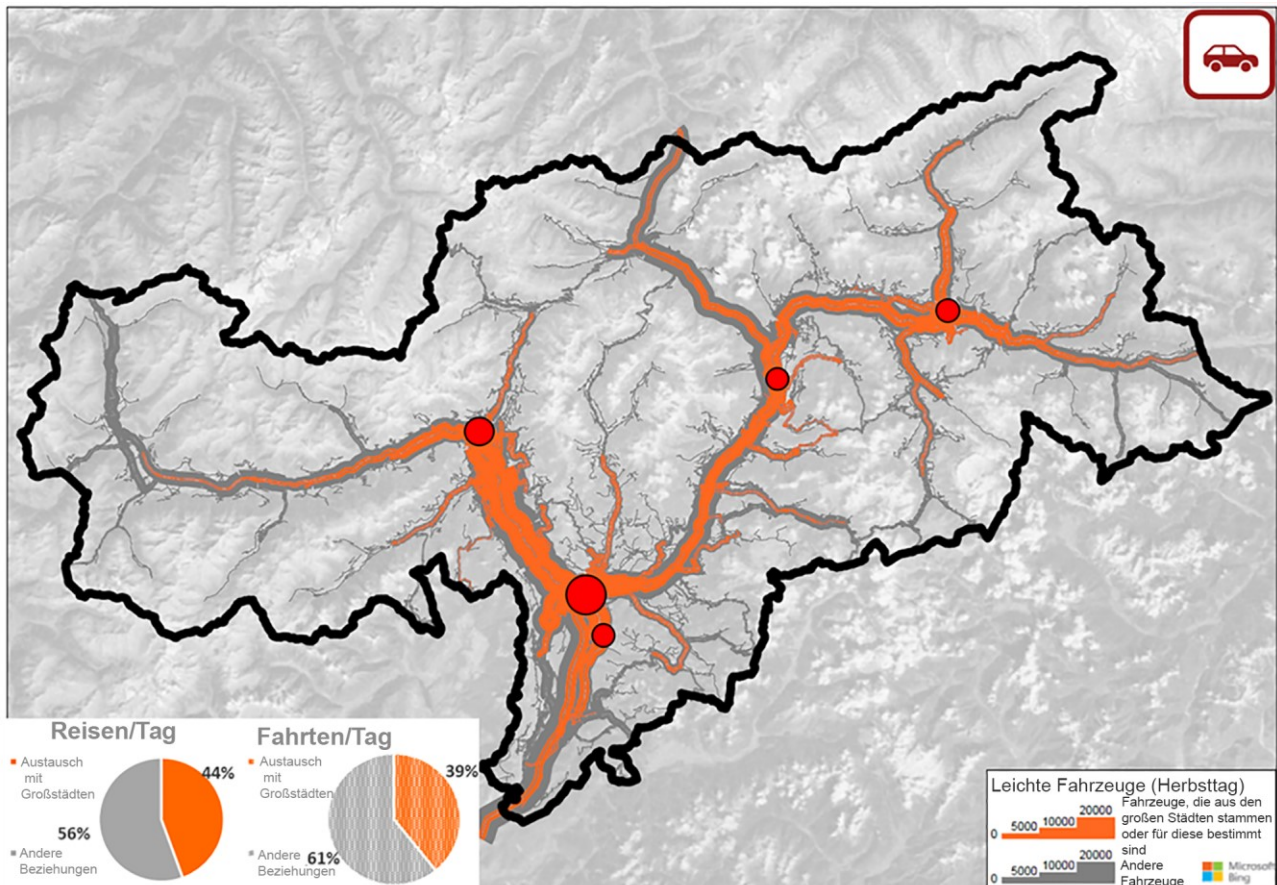 Reisen/Tag
Austausch
mit
Großstädten
44%
56%
Andere
Beziehungen
Fahrten/Tag
Austausch
mit
Großstädten
39%
Andere
Beziehungen
61%
Leichte Fahrzeuge (Herbsttag)
0 5000 10000 20000
Fahrzeuge, die aus den
großen Städten stammen
oder für diese bestimmt
sind
0 5000 10000 20000
Andere
Fahrzeuge
Microsoft
Bing